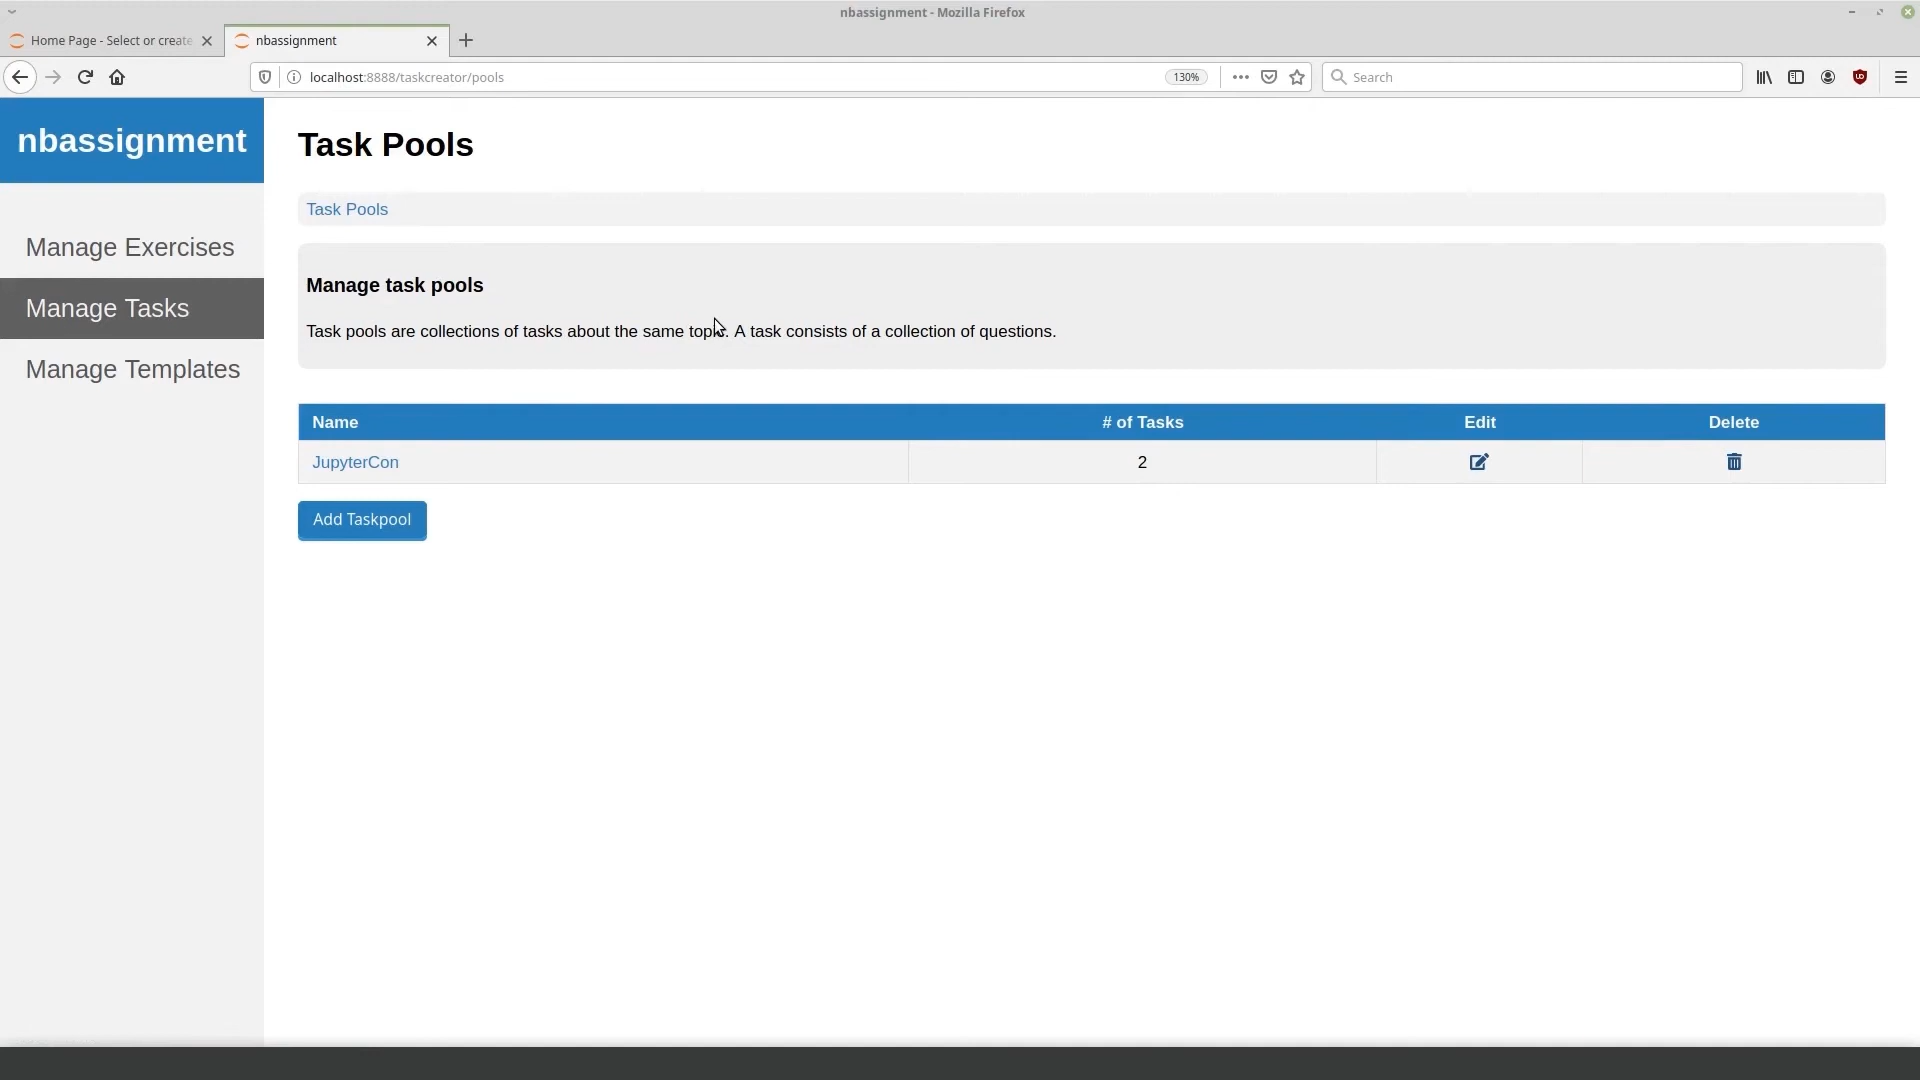 nbassignment - Mozilla Firefox
Home Page - Select or create
nbassignment
localhost:8888/taskcreator/pools
130%
Search
nbassignment
Manage Exercises
Manage Tasks
Manage Templates
Task Pools
Task Pools
Manage task pools
Task pools are collections of tasks about the same topic. A task consists of a collection of questions.
Name # of Tasks Edit Delete
JupyterCon 2
Add Taskpool